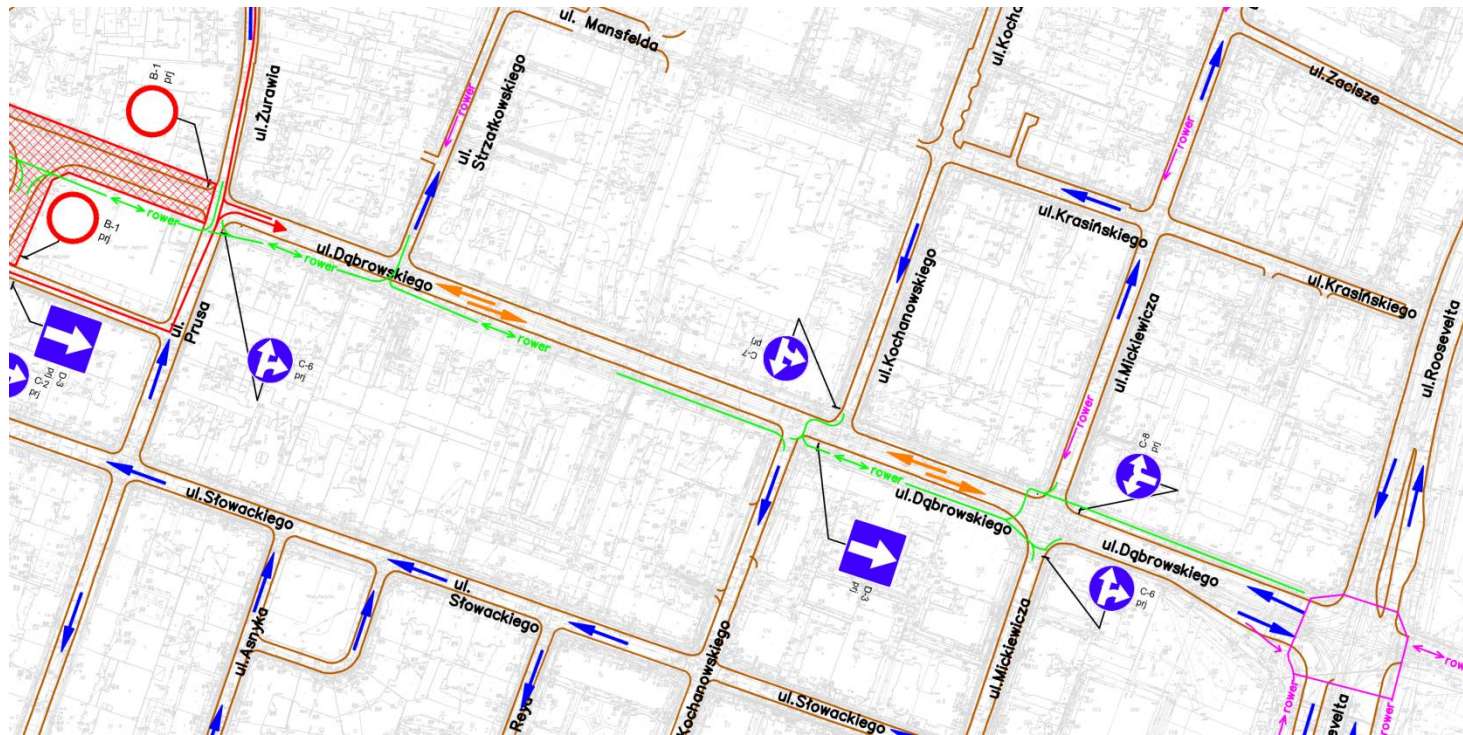 ul. Mansfelda
ul.Kocha
ul.Zacisze
B-1
prj
ul.Żurawia
ul.
Strzałkowskiego
rower
rower
rower
B-1
prj
ul.Dąbrowskiego
rower
rower
ul.Krasińskiego
ul.Krasińskiego
ul.Kochanowskiego
ul.Mickiewicza
ul.Roosevelta
ul.
Prusa
D-3
prj
C-2
prj
C-6
prj
C-7
prj
rower
C-8
prj
rower
ul.Dąbrowskiego
ul.Dąbrowskiego
ul.Słowackiego
ul.
Słowackiego
D-3
prj
C-6
prj
ul.Asnyka
Reya
Kochanowskiego
ul.Mickiewicza
ul.Słowackiego
rower
rower
evelta